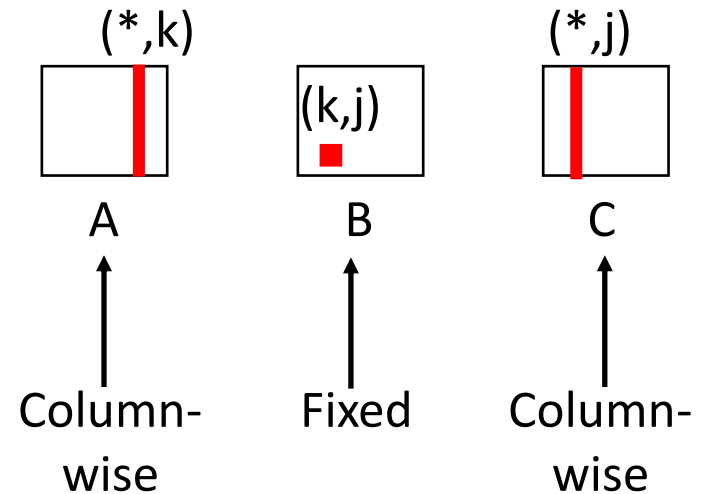 (*,k)
(*,j)
(k,j)
A
B
C
Column-
wise
Fixed
Column-
wise